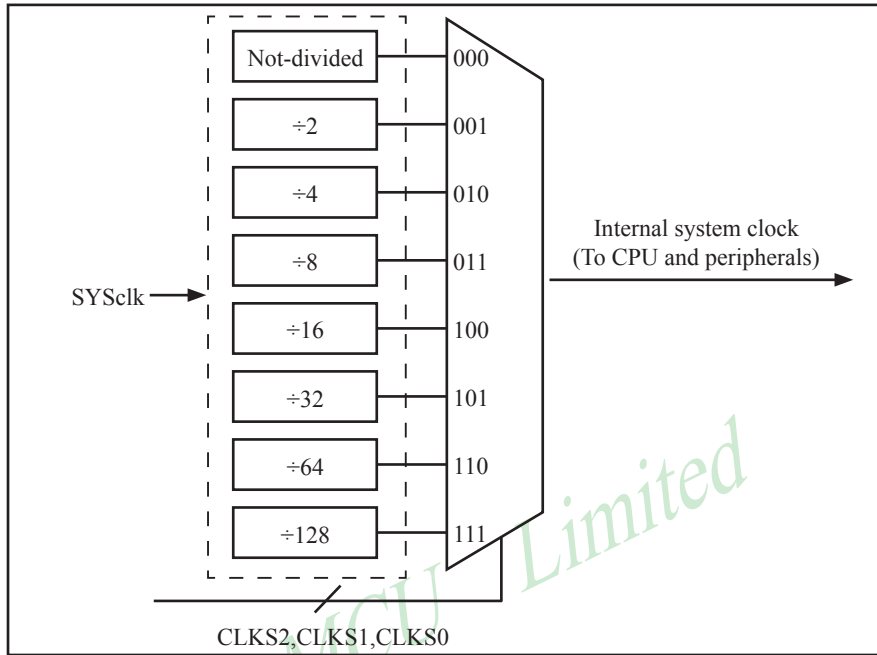 Not-divided
000
÷2
001
÷4
010
÷8
011
÷16
100
÷32
101
÷64
110
÷128
111
SYSclk
Internal system clock
(To CPU and peripherals)
CLKS2,CLKS1,CLKS0
MCU Limited